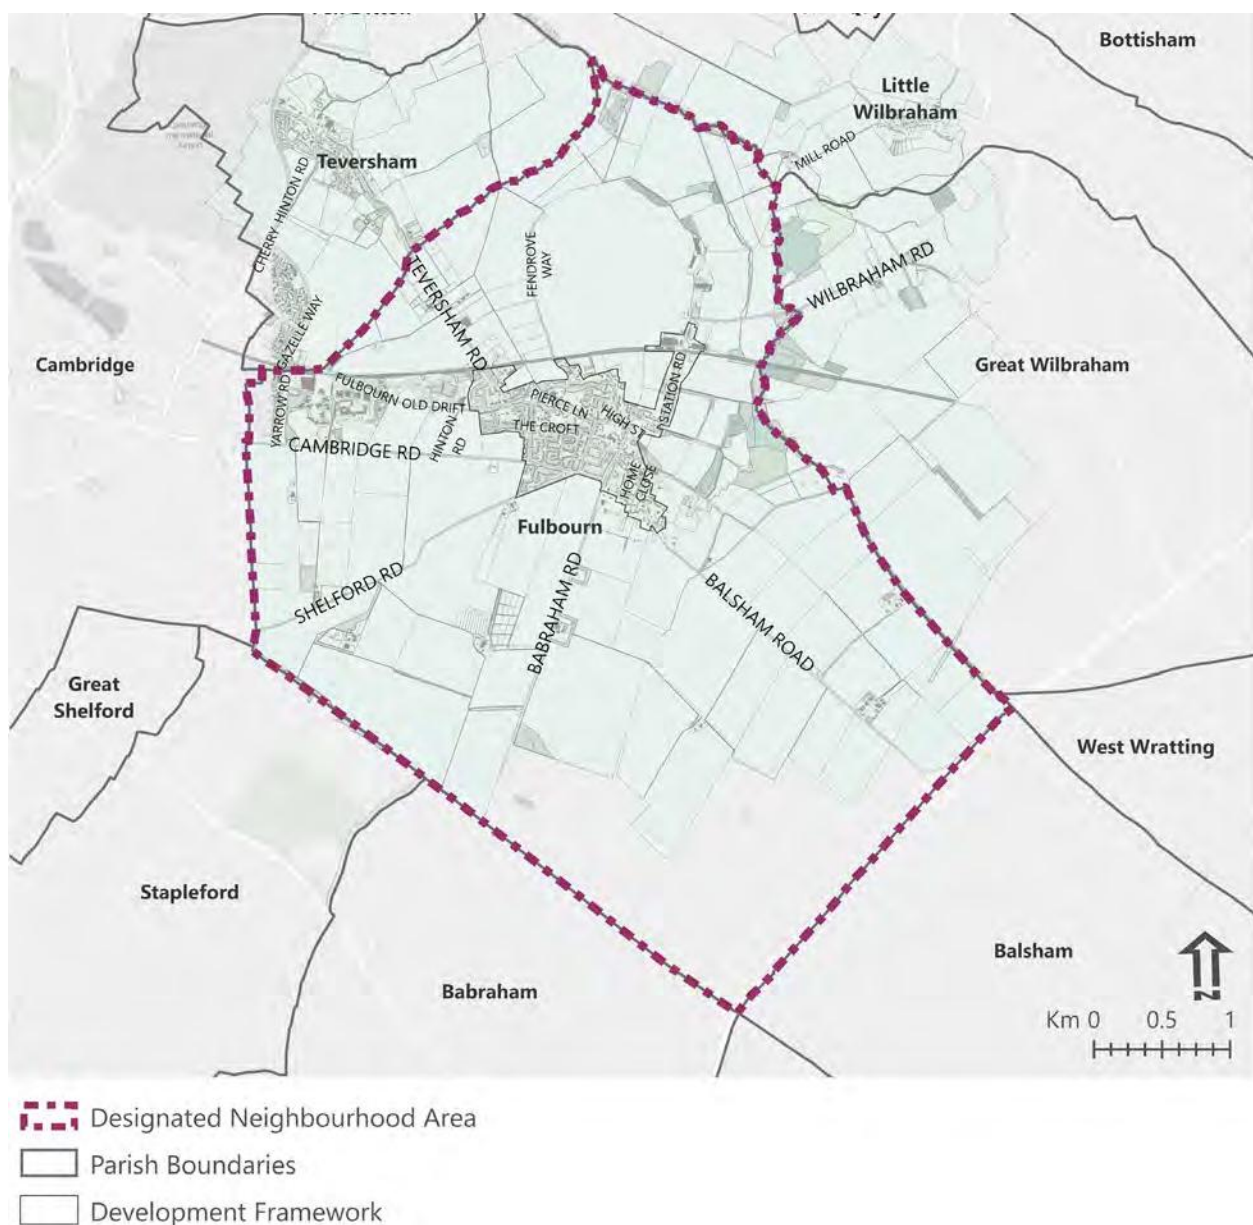 Bottisham
Little
Wilbraham
MILL ROAD
Teversham
CHERRY HINTON RD
FENDROVE
WAY
TEVERSHAM RD
WILBRAHAM RD
GAZELLE WAY
Cambridge
Great Wilbraham
YARROW RD
FULBOURN OLD DRIFT
PIERCE LN
HIGH ST
STATION RD
THE CROFT
CAMBRIDGE RD
HINTON
RD
HOME
CLOSE
Fulbourn
SHELFORD RD
BABRAHAM RD
BALSHAM ROAD
Great
Shelford
West Wratting
Stapleford
Balsham
Babraham
N
Km 0 0.5 1
Designated Neighbourhood Area
Parish Boundaries
Development Framework